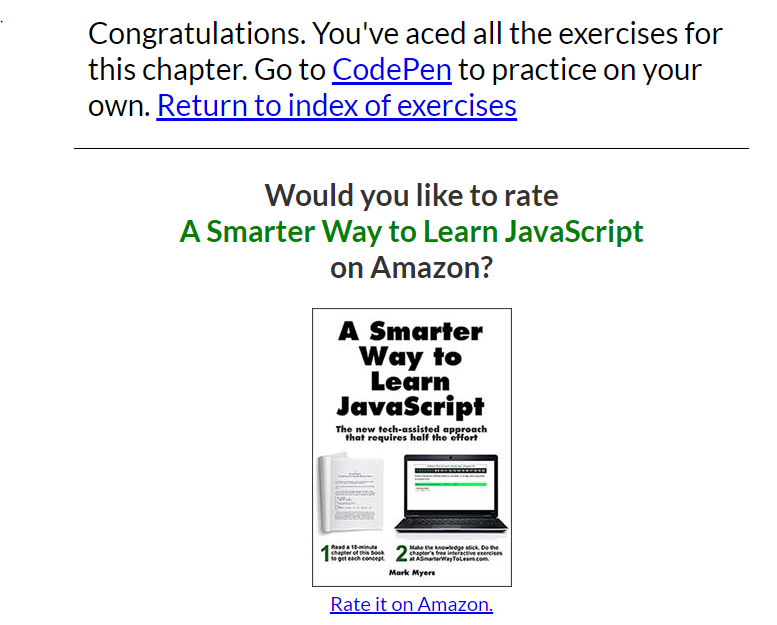 Congratulations. You've aced all the exercises for
this chapter. Go to CodePen to practice on your
own. Return to index of exercises
Would you like to rate
A Smarter Way to Learn JavaScript
on Amazon?
A Smarter
Way to
Learn
JavaScript
The new tech-assisted approach
that requires half the effort
1 Read a 10-minute
chapter of this book
to get each concept.
2 Make the knowledge stick. Do the
chapter's free interactive exercises
at ASmarterWayToLearn.com.
Mark Myers
Rate it on Amazon.